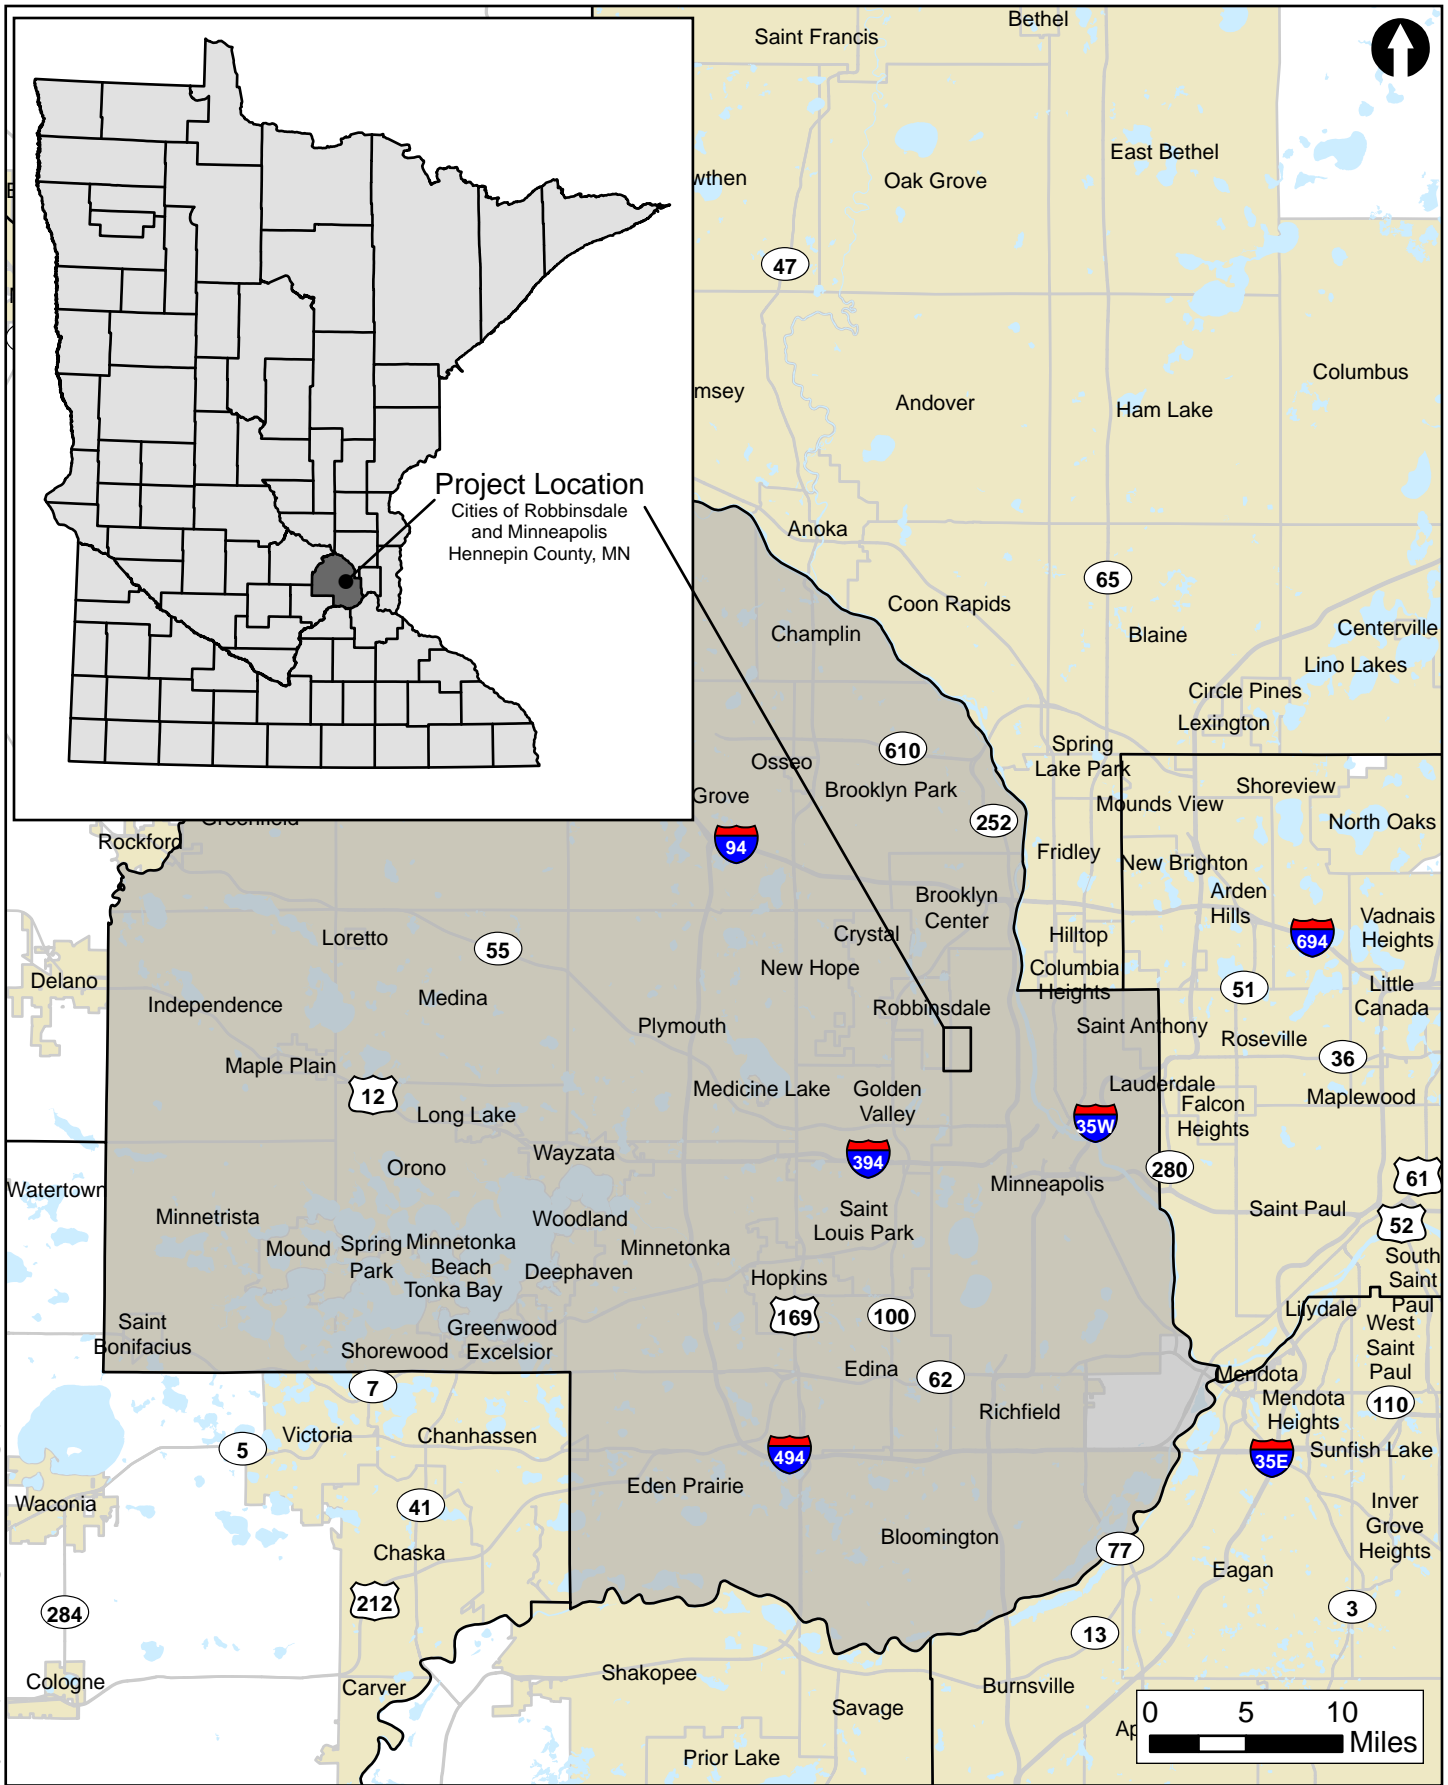 Bethel
Saint Francis
East Bethel
wthen
Oak Grove
47
Columbus
msey
Andover
Ham Lake
Project Location
Cities of Robbinsdale
and Minneapolis
Hennepin County, MN
Anoka
65
Coon Rapids
Champlin
Blaine
Centerville
Lino Lakes
Circle Pines
Lexington
610
Spring
Lake Park
Osseo
Brooklyn Park
Shoreview
Grove
Mounds View
252
North Oaks
Greenfield
Rockford
94
Fridley
New Brighton
Arden
Hills
Brooklyn
Center
Vadnais
Heights
Crystal
Hilltop
694
Loretto
55
New Hope
Columbia
Heights
Delano
Little
Canada
51
Independence
Medina
Robbinsdale
Plymouth
Saint Anthony
Roseville
36
Maple Plain
12
Medicine Lake
Golden
Valley
Lauderdale
Falcon
Heights
Maplewood
Long Lake
35W
Wayzata
394
Orono
280
61
Watertown
Minneapolis
Minnetrista
Woodland
Saint
Louis Park
Saint Paul
52
Mound
Spring
Park
Minnetonka
Beach
Tonka Bay
Minnetonka
Deephaven
South
Saint
Paul
Hopkins
169
100
Lilydale
West
Saint
Paul
Saint
Bonifacius
Greenwood
Excelsior
Shorewood
Edina
62
7
Mendota
Mendota
Heights
110
Richfield
Victoria
Chanhassen
5
494
35E
Sunfish Lake
Eden Prairie
Waconia
41
Inver
Grove
Heights
Bloomington
77
Chaska
Eagan
212
284
3
13
Shakopee
Cologne
Carver
Burnsville
Savage
Ap
Prior Lake
0 5 10
Miles